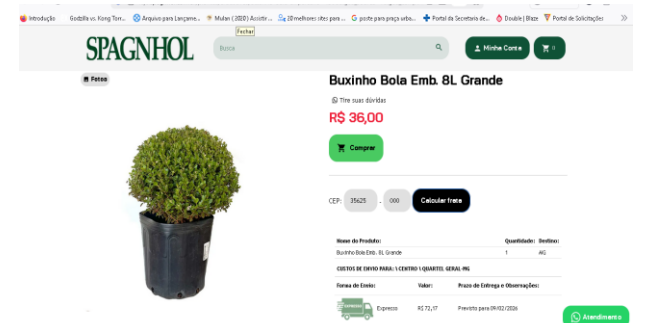 Introdução Godzilla vs. Kong Torr... Arquivo para Lançame... Mulan (2020) Assistir ... 20 melhores sites para ... poste para praça urba... Portal da Secretaria de... Double | Blaze Portal de Solicitações
Fechar
SPAGNHOL Busca Minha Conta 0
Fotos
Buxinho Bola Emb. 8L Grande
Tire suas dúvidas
R$ 36,00
Comprar
CEP: 35625 - 000 Calcular frete
Nome do Produto: Quantidade: Destino:
Buxinho Bola Emb. 8L Grande 1 MG
CUSTOS DE ENVIO PARA: \ CENTRO \ QUARTEL GERAL-MG
Forma de Envio: Valor: Prazo de Entrega e Observações:
EXPRESSO Expresso R$ 72,17 Previsto para 09/02/2026
Atendimento